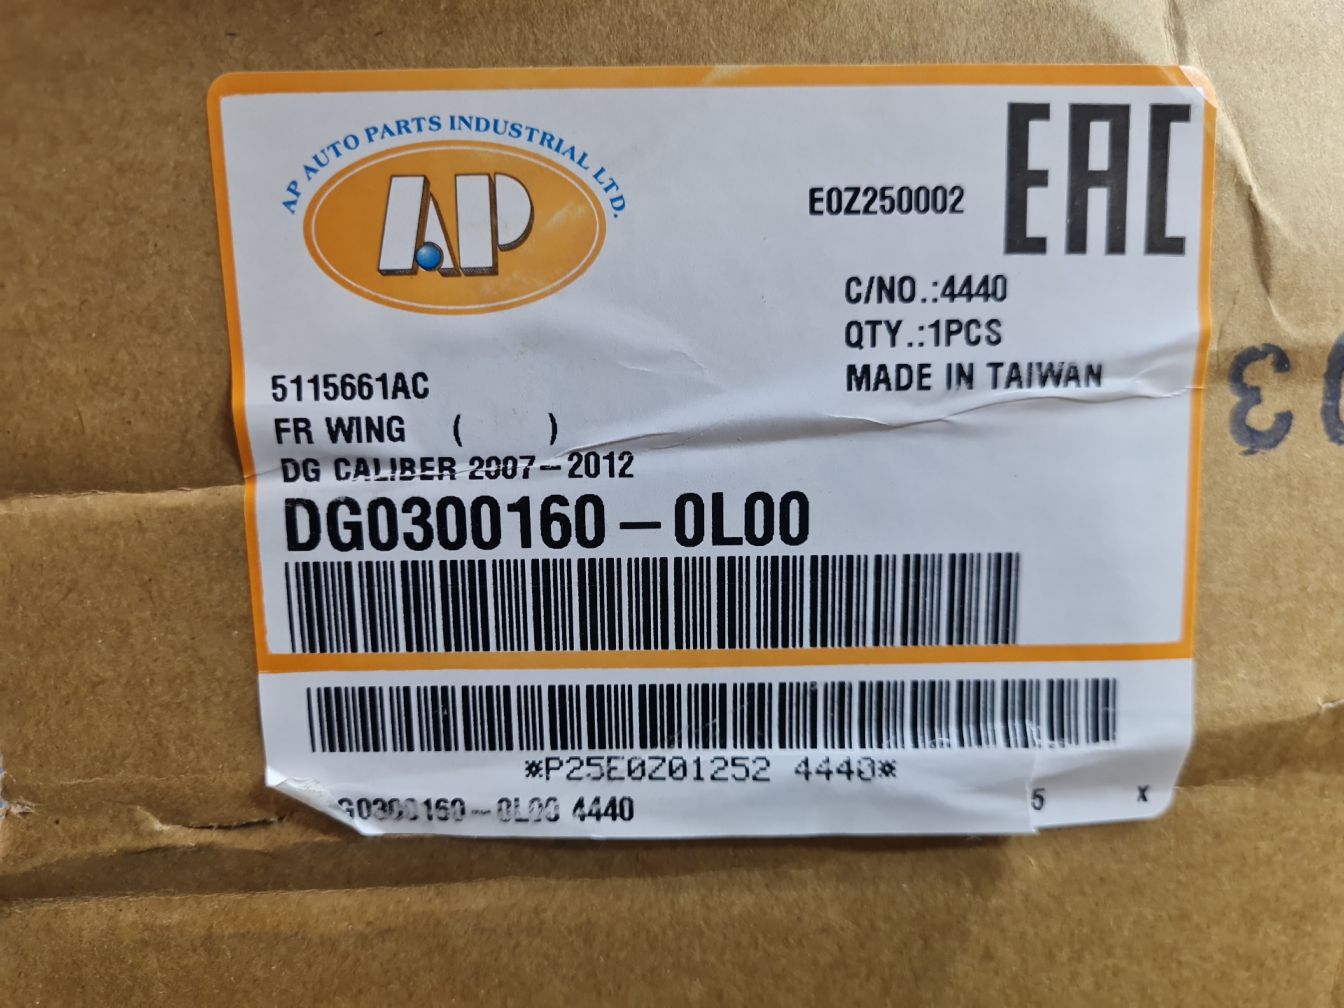 AP AUTO PARTS INDUSTRIAL LTD.
AP
EAC
E0Z250002
C/NO.:4440
QTY.:1PCS
MADE IN TAIWAN
5115661AC
FR WING ( )
DG CALIBER 2007-2012
DG0300160-0L00
*P25E0Z01252 4440*
G0300160-0L00 4440
5 X